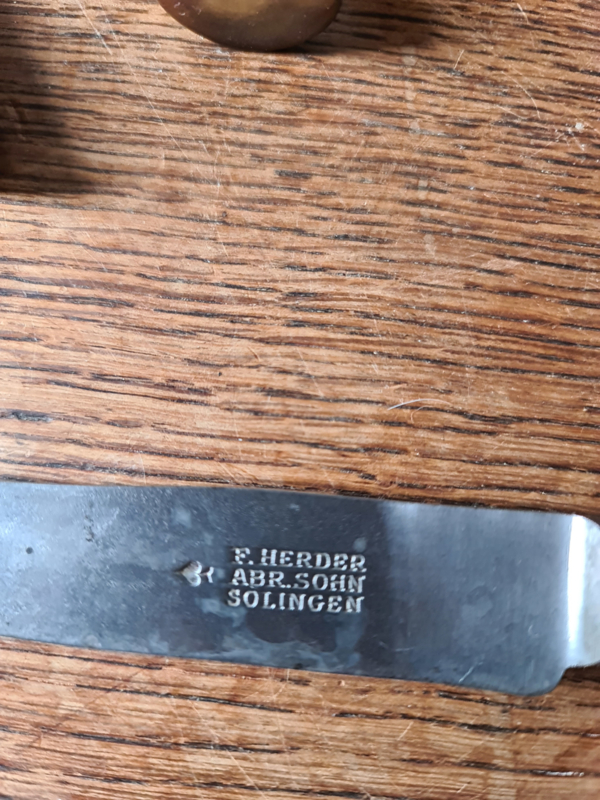 F. HERDER
ABR. SOHN
SOLINGEN